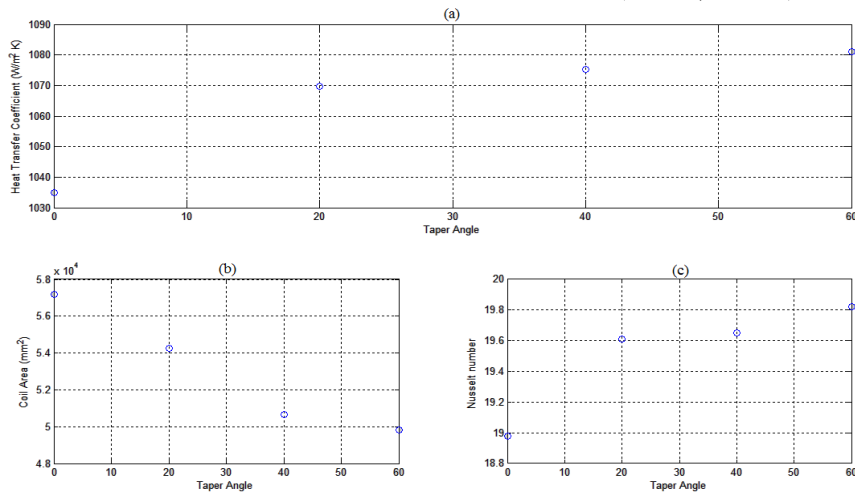 (a)
1090
1080
1070
1060
1050
1040
1030
Heat Transfer Coefficient (W/m² K)
0 10 20 30 40 50 60
Taper Angle
(b)
x 10⁴
5.8
5.6
5.4
5.2
5
4.8
Coil Area (mm²)
0 10 20 30 40 50 60
Taper Angle
(c)
20
19.8
19.6
19.4
19.2
19
18.8
Nusselt number
0 10 20 30 40 50 60
Taper Angle